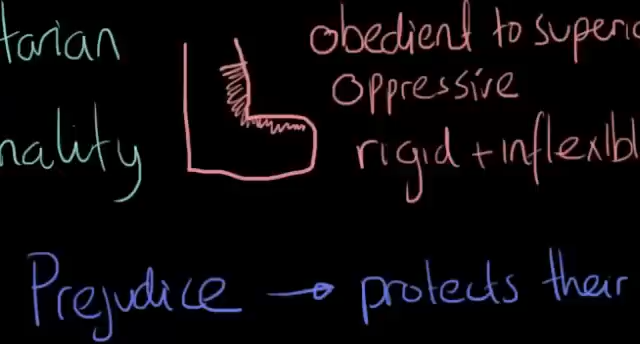 tarian
obedient to superio
oppressive
nality
rigid + inflexibl
Prejudice → protects their